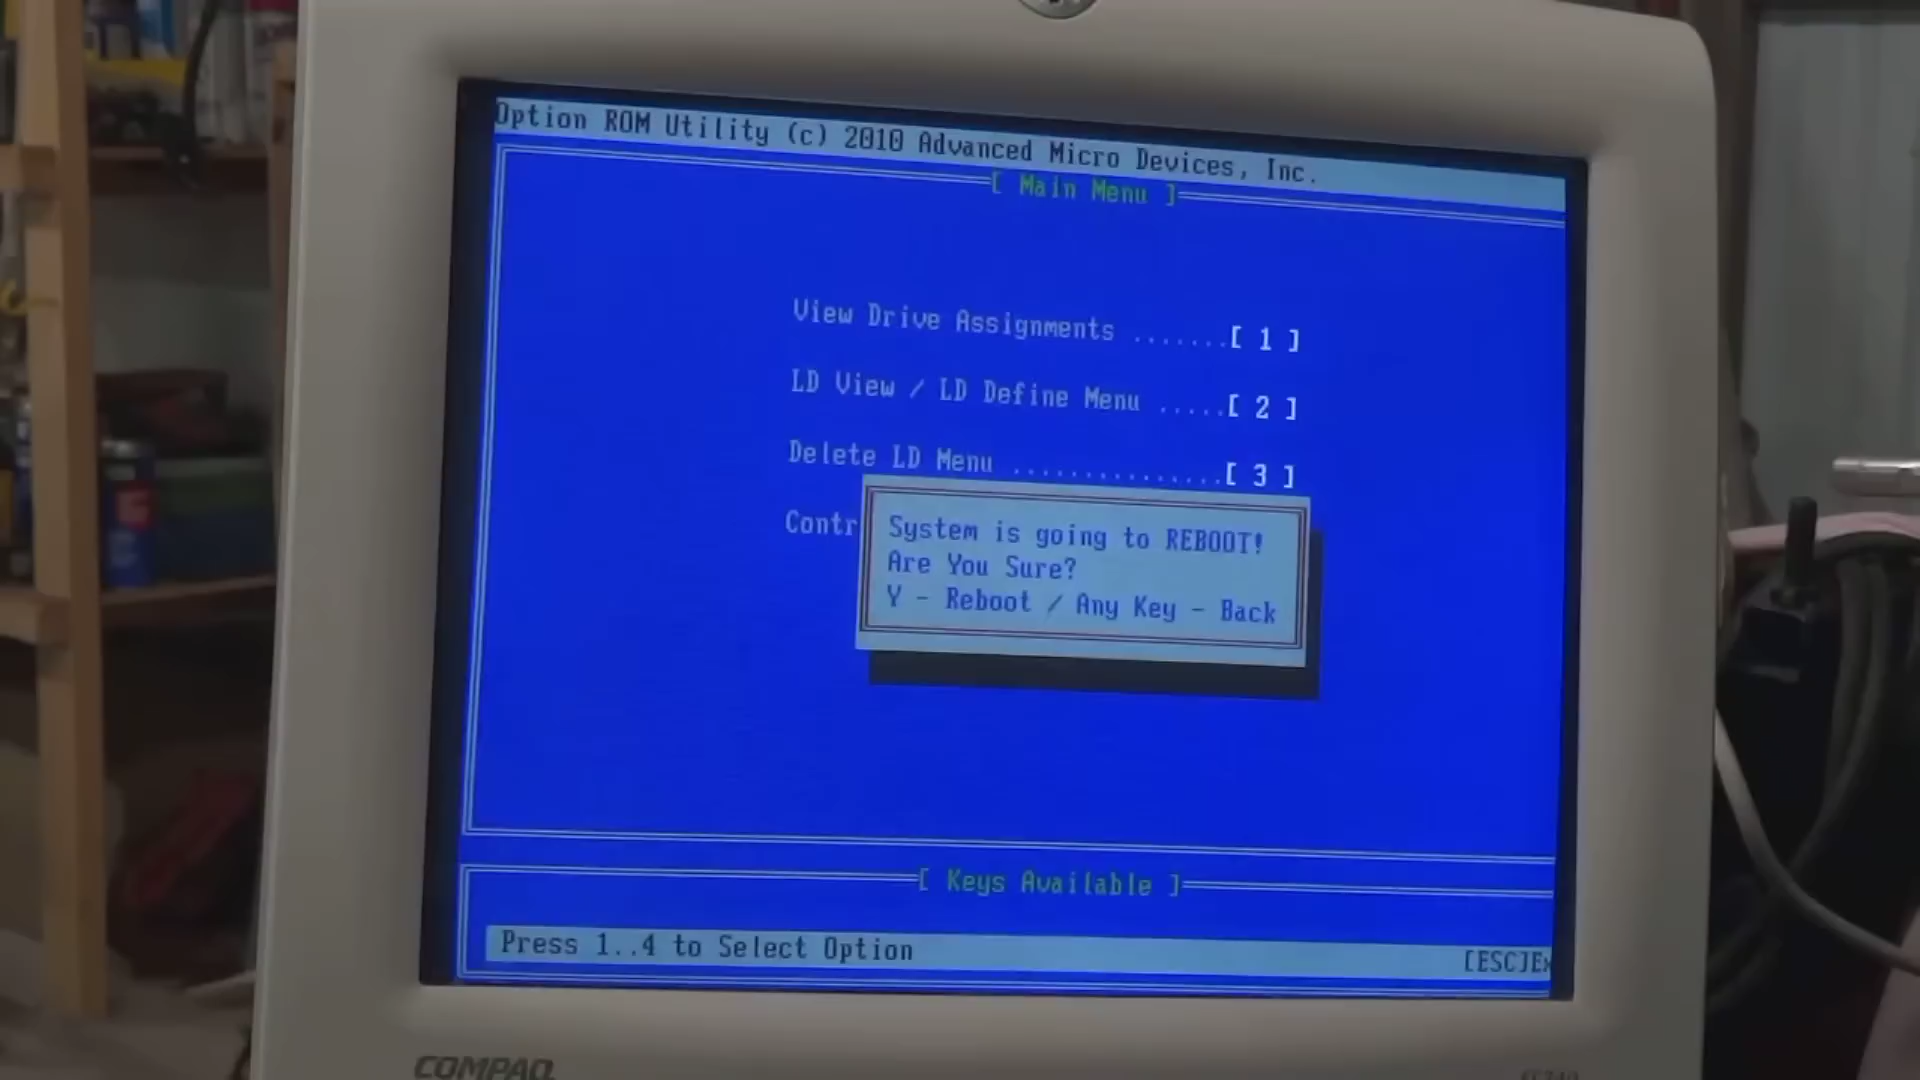 Option ROM Utility (c) 2010 Advanced Micro Devices, Inc.
[ Main Menu ]
View Drive Assignments .......[ 1 ]
LD View / LD Define Menu .....[ 2 ]
Delete LD Menu ...............[ 3 ]
Contr
System is going to REBOOT!
Are You Sure?
Y - Reboot / Any Key - Back
[ Keys Available ]
Press 1..4 to Select Option
[ESC]Ex
COMPAQ